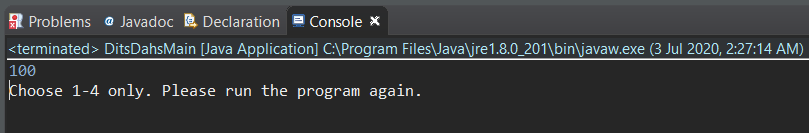 Problems @ Javadoc Declaration Console
<terminated> DitsDahsMain [Java Application] C:\Program Files\Java\jre1.8.0_201\bin\javaw.exe (3 Jul 2020, 2:27:14 AM)
100
Choose 1-4 only. Please run the program again.